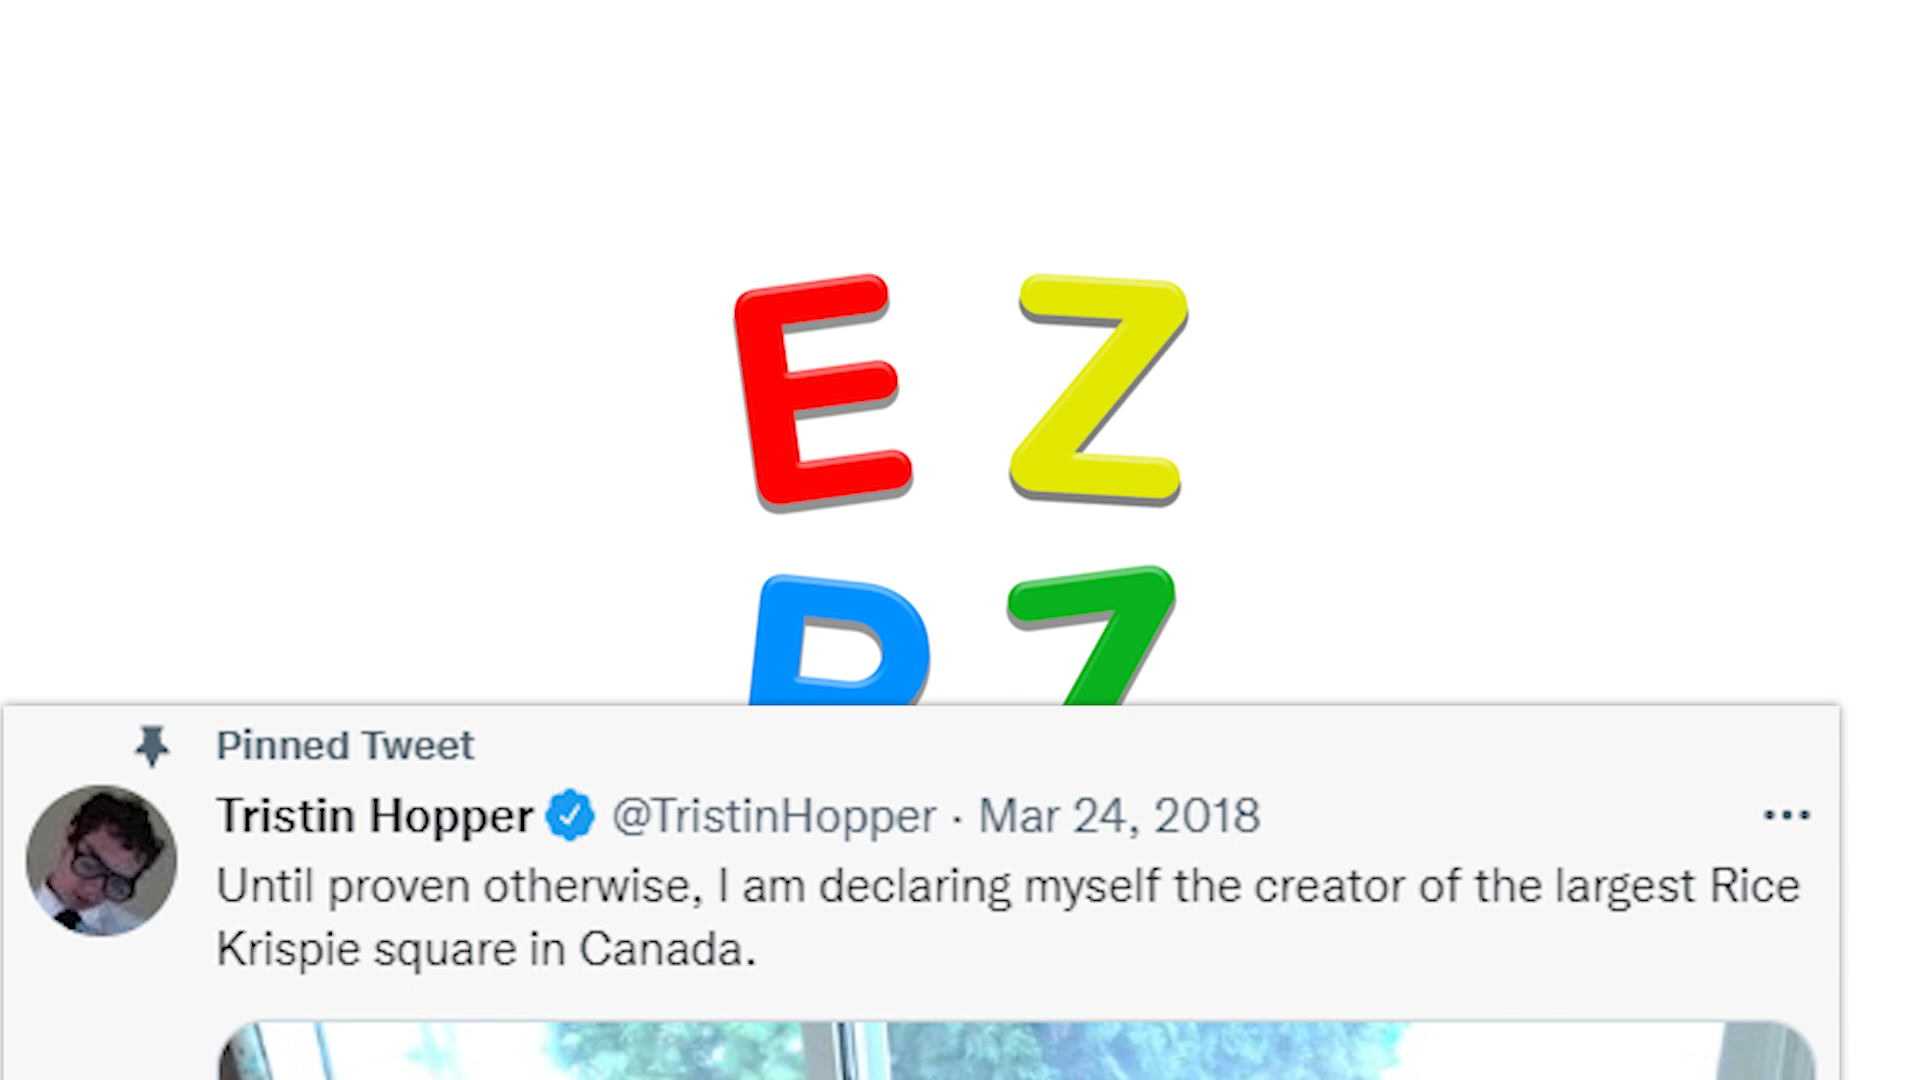 E Z
P Z
Pinned Tweet
Tristin Hopper @TristinHopper · Mar 24, 2018
Until proven otherwise, I am declaring myself the creator of the largest Rice
Krispie square in Canada.